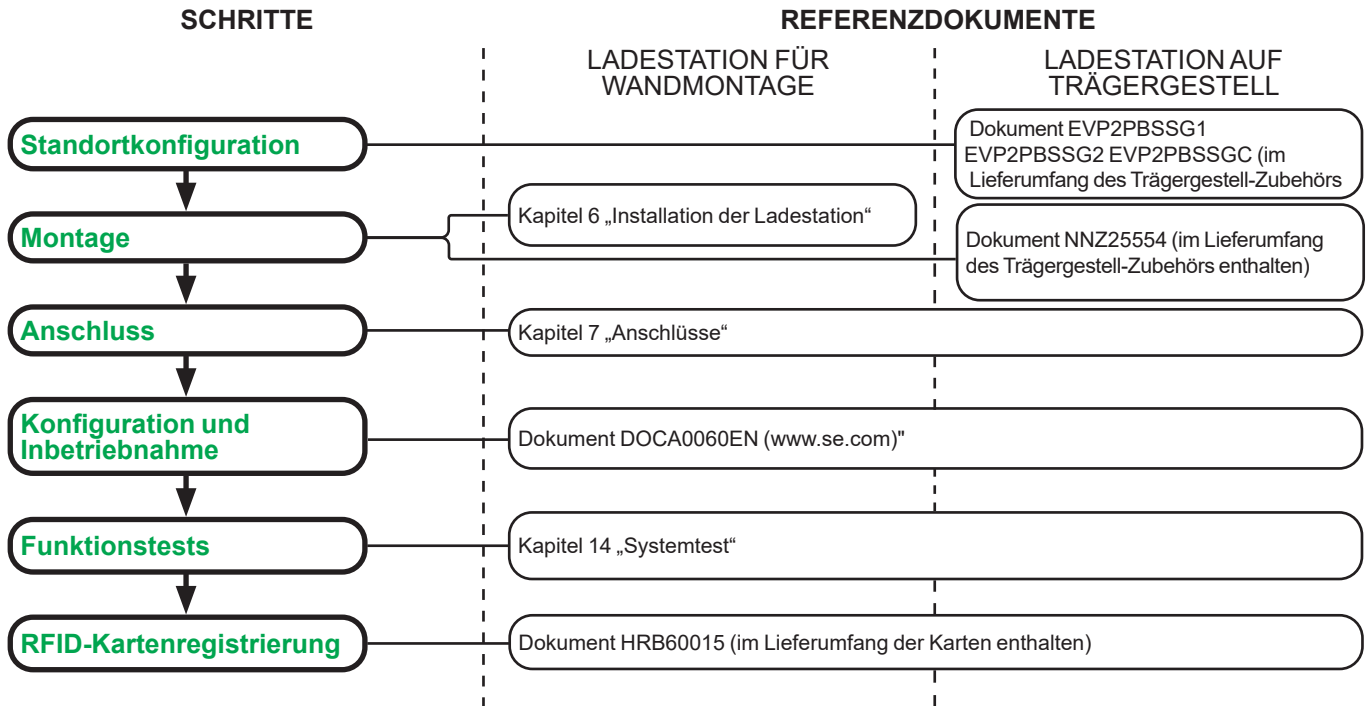 SCHRITTE
REFERENZDOKUMENTE
LADESTATION FÜR
WANDMONTAGE
LADESTATION AUF
TRÄGERGESTELL
Standortkonfiguration
Dokument EVP2PBSSG1
EVP2PBSSG2 EVP2PBSSGC (im
Lieferumfang des Trägergestell-Zubehörs
Montage
Kapitel 6 „Installation der Ladestation“
Dokument NNZ25554 (im Lieferumfang
des Trägergestell-Zubehörs enthalten)
Anschluss
Kapitel 7 „Anschlüsse“
Konfiguration und
Inbetriebnahme
Dokument DOCA0060EN (www.se.com)"
Funktionstests
Kapitel 14 „Systemtest“
RFID-Kartenregistrierung
Dokument HRB60015 (im Lieferumfang der Karten enthalten)